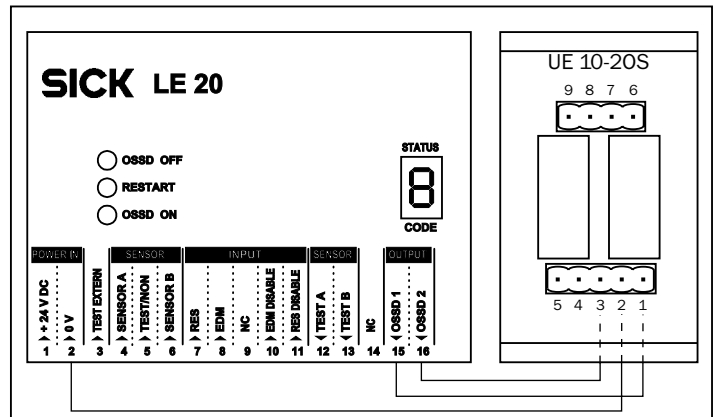 SICK LE 20
OSSD OFF
RESTART
OSSD ON
STATUS
8
CODE
POWER IN
SENSOR
INPUT
SENSOR
OUTPUT
+ 24 V DC
0 V
TEST EXTERN
SENSOR A
TEST/NON
SENSOR B
RES
EDM
NC
EDM DISABLE
RES DISABLE
TEST A
TEST B
NC
OSSD 1
OSSD 2
1 2 3 4 5 6 7 8 9 10 11 12 13 14 15 16
UE 10-20S
9 8 7 6
5 4 3 2 1